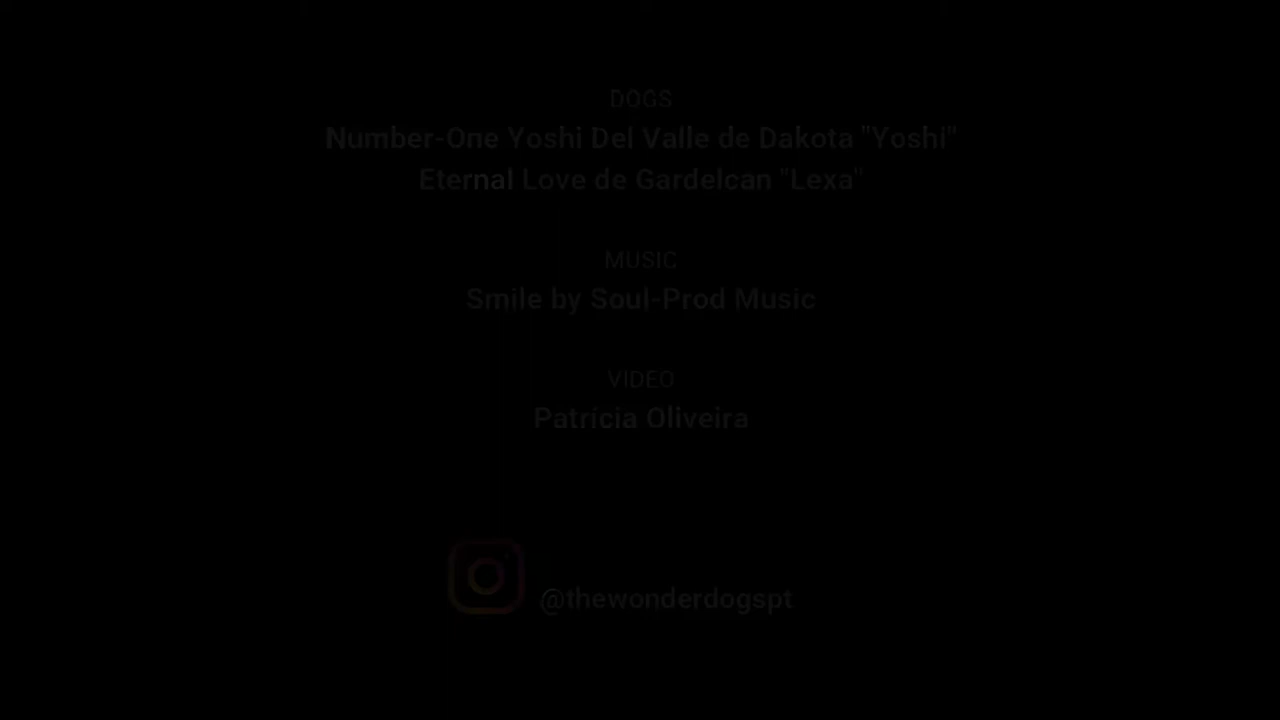 DOGS
Number-One Yoshi Del Valle de Dakota "Yoshi"
Eternal Love de Gardelcan "Lexa"
MUSIC
Smile by Soul-Prod Music
VIDEO
Patrícia Oliveira
@thewonderdogspt